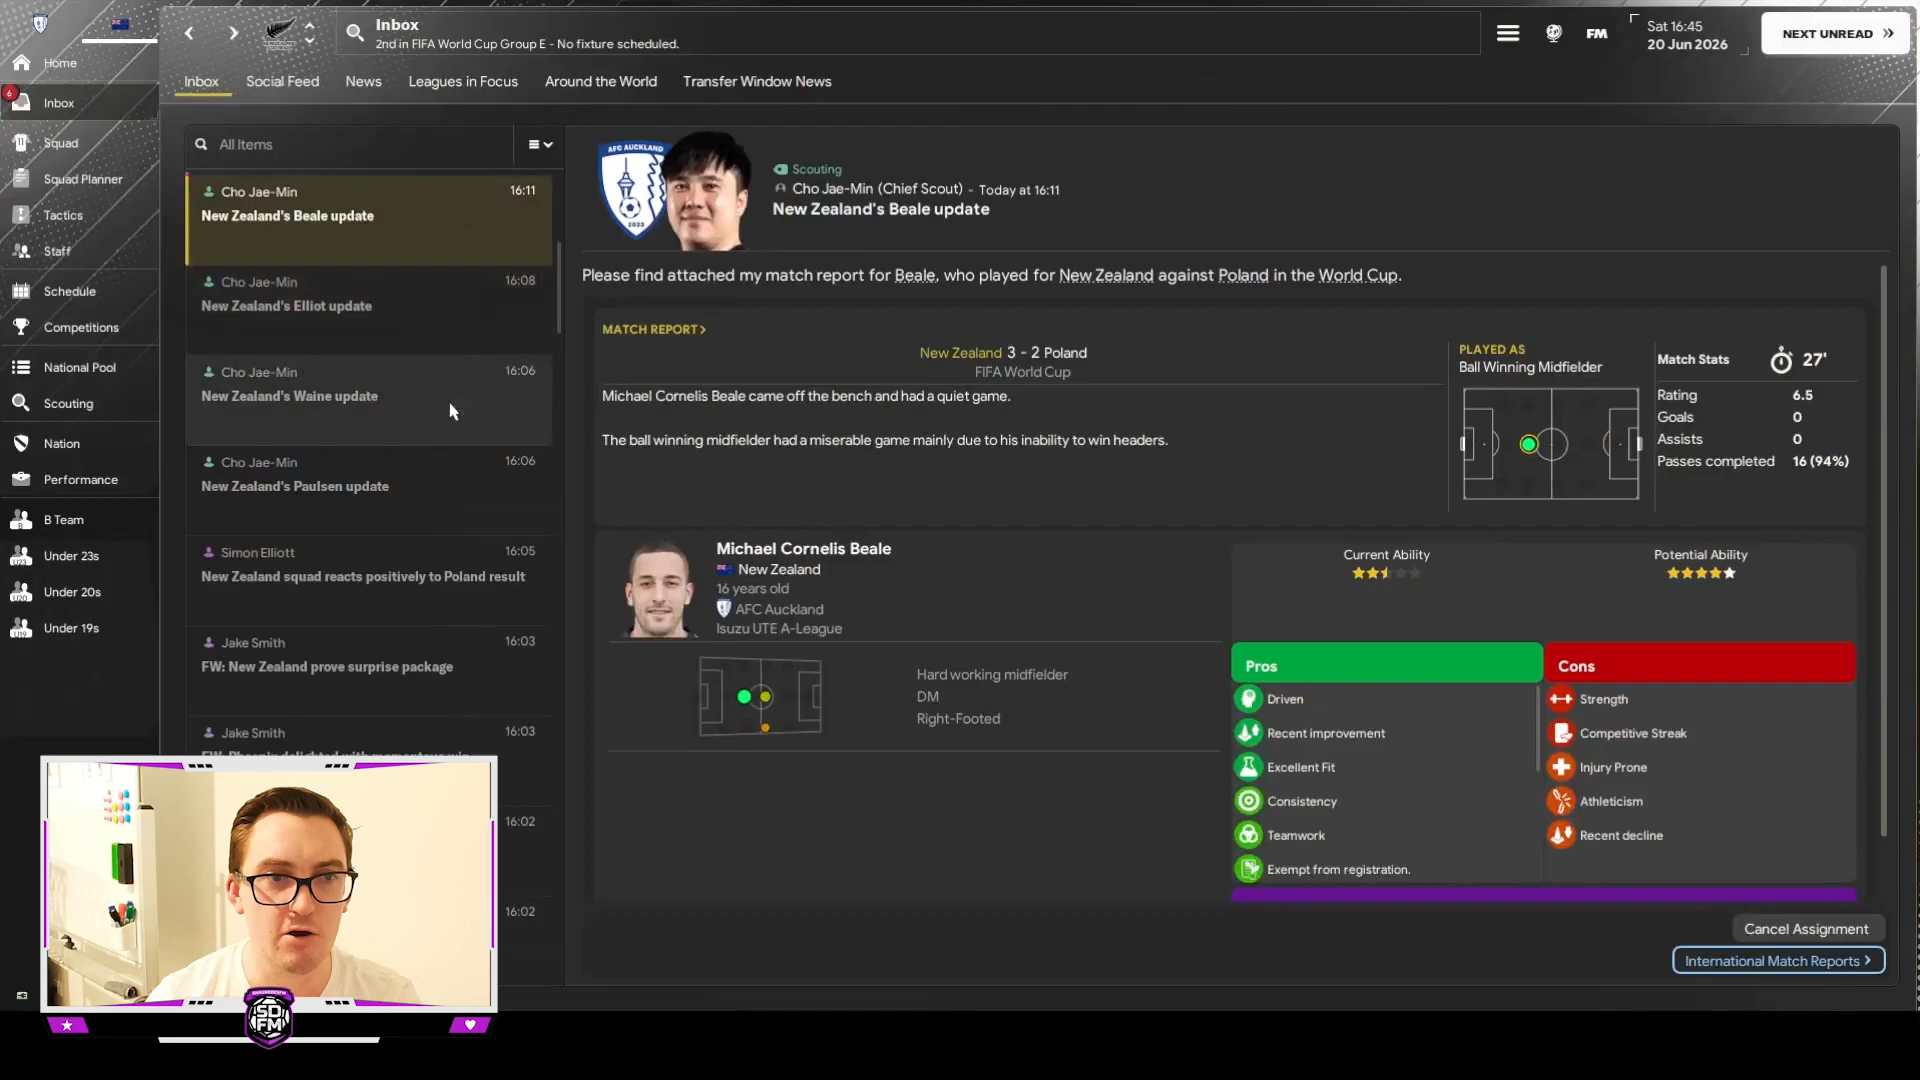 Inbox
2nd in FIFA World Cup Group E - No fixture scheduled.
FM
Sat 16:45
20 Jun 2026
NEXT UNREAD
Home
6
Inbox
Squad
Squad Planner
Tactics
Staff
Schedule
Competitions
National Pool
Scouting
Nation
Performance
B Team
Under 23s
Under 20s
Under 19s
Inbox
Social Feed
News
Leagues in Focus
Around the World
Transfer Window News
All Items
Cho Jae-Min 16:11
New Zealand's Beale update
Cho Jae-Min 16:08
New Zealand's Elliot update
Cho Jae-Min 16:06
New Zealand's Waine update
Cho Jae-Min 16:06
New Zealand's Paulsen update
Simon Elliott 16:05
New Zealand squad reacts positively to Poland result
Jake Smith 16:03
FW: New Zealand prove surprise package
Jake Smith 16:03
16:02
16:02
AFC AUCKLAND
2023
Scouting
Cho Jae-Min (Chief Scout) - Today at 16:11
New Zealand's Beale update
Please find attached my match report for Beale, who played for New Zealand against Poland in the World Cup.
MATCH REPORT>
New Zealand 3 - 2 Poland
FIFA World Cup
Michael Cornelis Beale came off the bench and had a quiet game.
The ball winning midfielder had a miserable game mainly due to his inability to win headers.
PLAYED AS
Ball Winning Midfielder
Match Stats 27'
Rating 6.5
Goals 0
Assists 0
Passes completed 16 (94%)
Michael Cornelis Beale
New Zealand
16 years old
AFC Auckland
Isuzu UTE A-League
Hard working midfielder
DM
Right-Footed
Current Ability
Potential Ability
Pros
Driven
Recent improvement
Excellent Fit
Consistency
Teamwork
Exempt from registration.
Cons
Strength
Competitive Streak
Injury Prone
Athleticism
Recent decline
Cancel Assignment
International Match Reports >
SD
FM